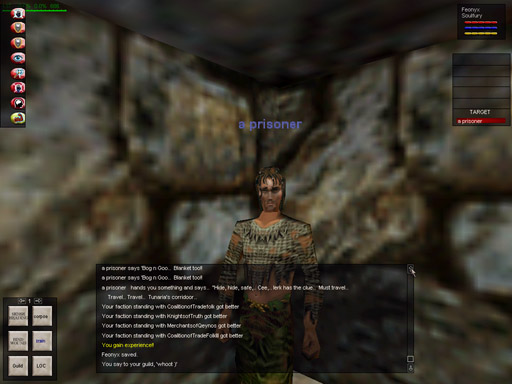 Feonyx
Soulfury
TARGET
a prisoner
a prisoner
a prisoner says 'Bog n Goo... Blanket too!!
a prisoner says 'Bog n Goo... Blanket too!!
a prisoner hands you something and says... "Hide, hide, safe,.. Cee,.. lerk has the clue. Must travel...
Travel.. Travel.. Tunaria's corridor...
Your faction standing with CoalitionofTradefolk got better
Your faction standing with KnightsofTruth got better
Your faction standing with MerchantsofQeynos got better
Your faction standing with CoalitionofTradeFolkIII got better
You gain experience!!
Feonyx saved.
You say to your guild, 'whoot! )'
corpse
Guild
LOC